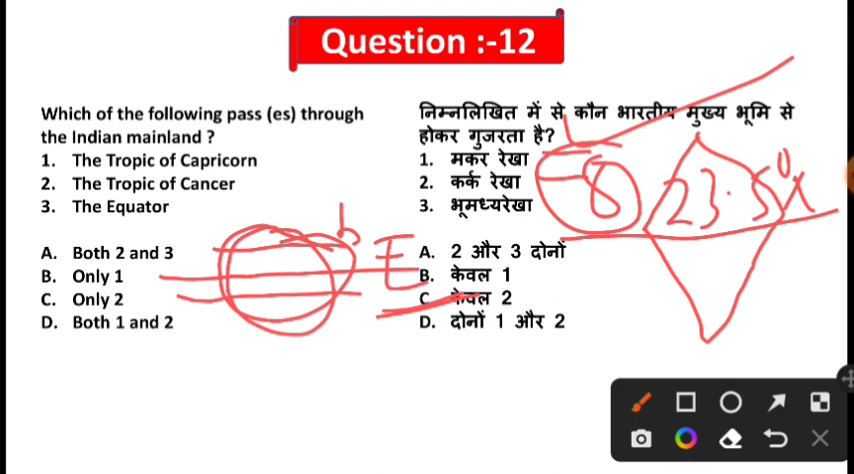 Question :-12
Which of the following pass (es) through
the Indian mainland ?
1. The Tropic of Capricorn
2. The Tropic of Cancer
3. The Equator
A. Both 2 and 3
B. Only 1
C. Only 2
D. Both 1 and 2
निम्नलिखित में से कौन भारतीय मुख्य भूमि से
होकर गुजरता है?
1. मकर रेखा
2. कर्क रेखा
3. भूमध्यरेखा
A. 2 और 3 दोनों
B. केवल 1
C. केवल 2
D. दोनों 1 और 2
E
8
23.5